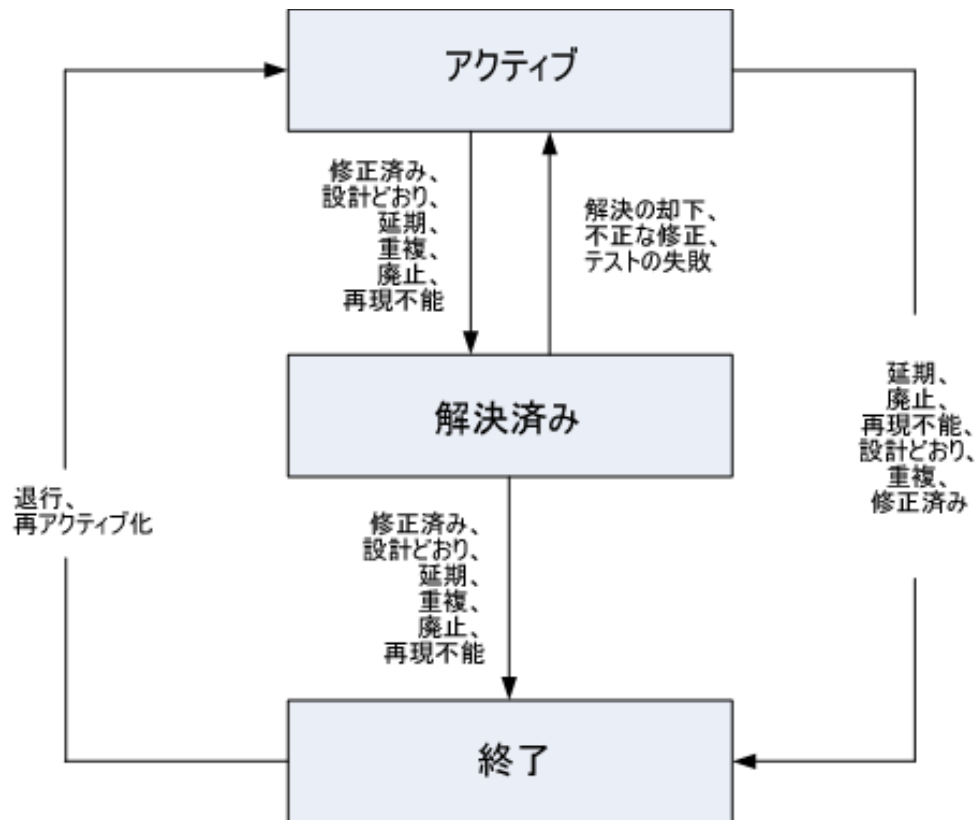 アクティブ
修正済み、
設計どおり、
延期、
重複、
廃止、
再現不能
解決の却下、
不正な修正、
テストの失敗
解決済み
延期、
廃止、
再現不能、
設計どおり、
重複、
修正済み
退行、
再アクティブ化
修正済み、
設計どおり、
延期、
重複、
廃止、
再現不能
終了